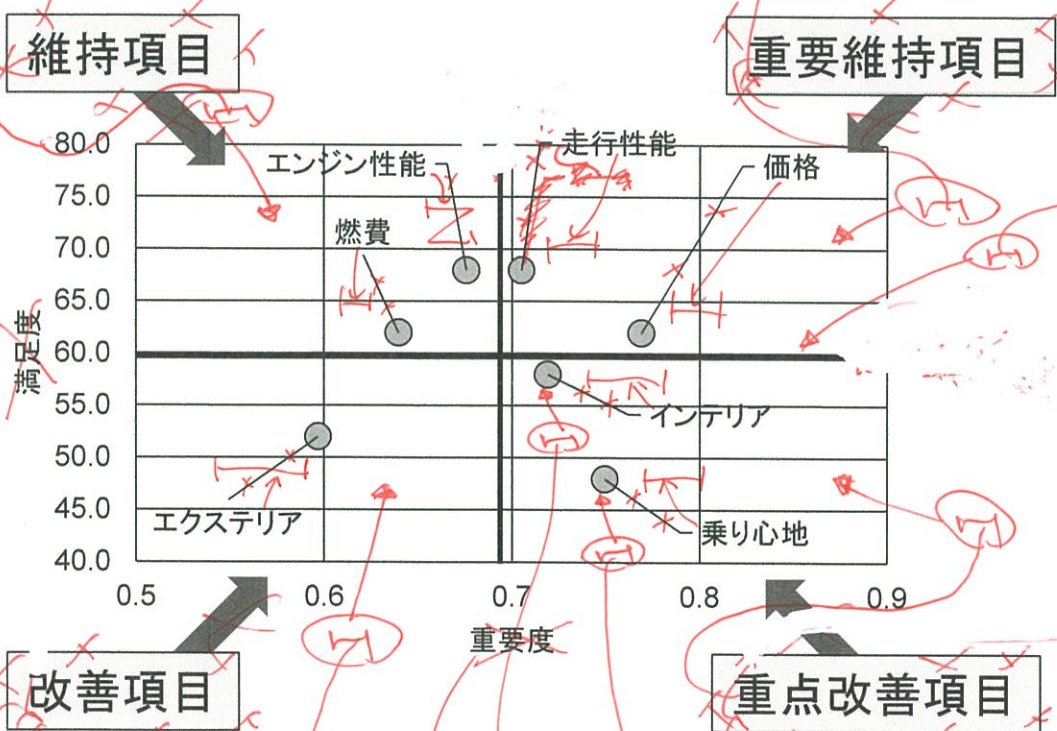 維持項目
重要維持項目
80.0
75.0
70.0
65.0
60.0
55.0
50.0
45.0
40.0
満足度
エンジン性能
走行性能
価格
燃費
インテリア
エクステリア
乗り心地
0.5
0.6
0.7
0.8
0.9
重要度
改善項目
重点改善項目